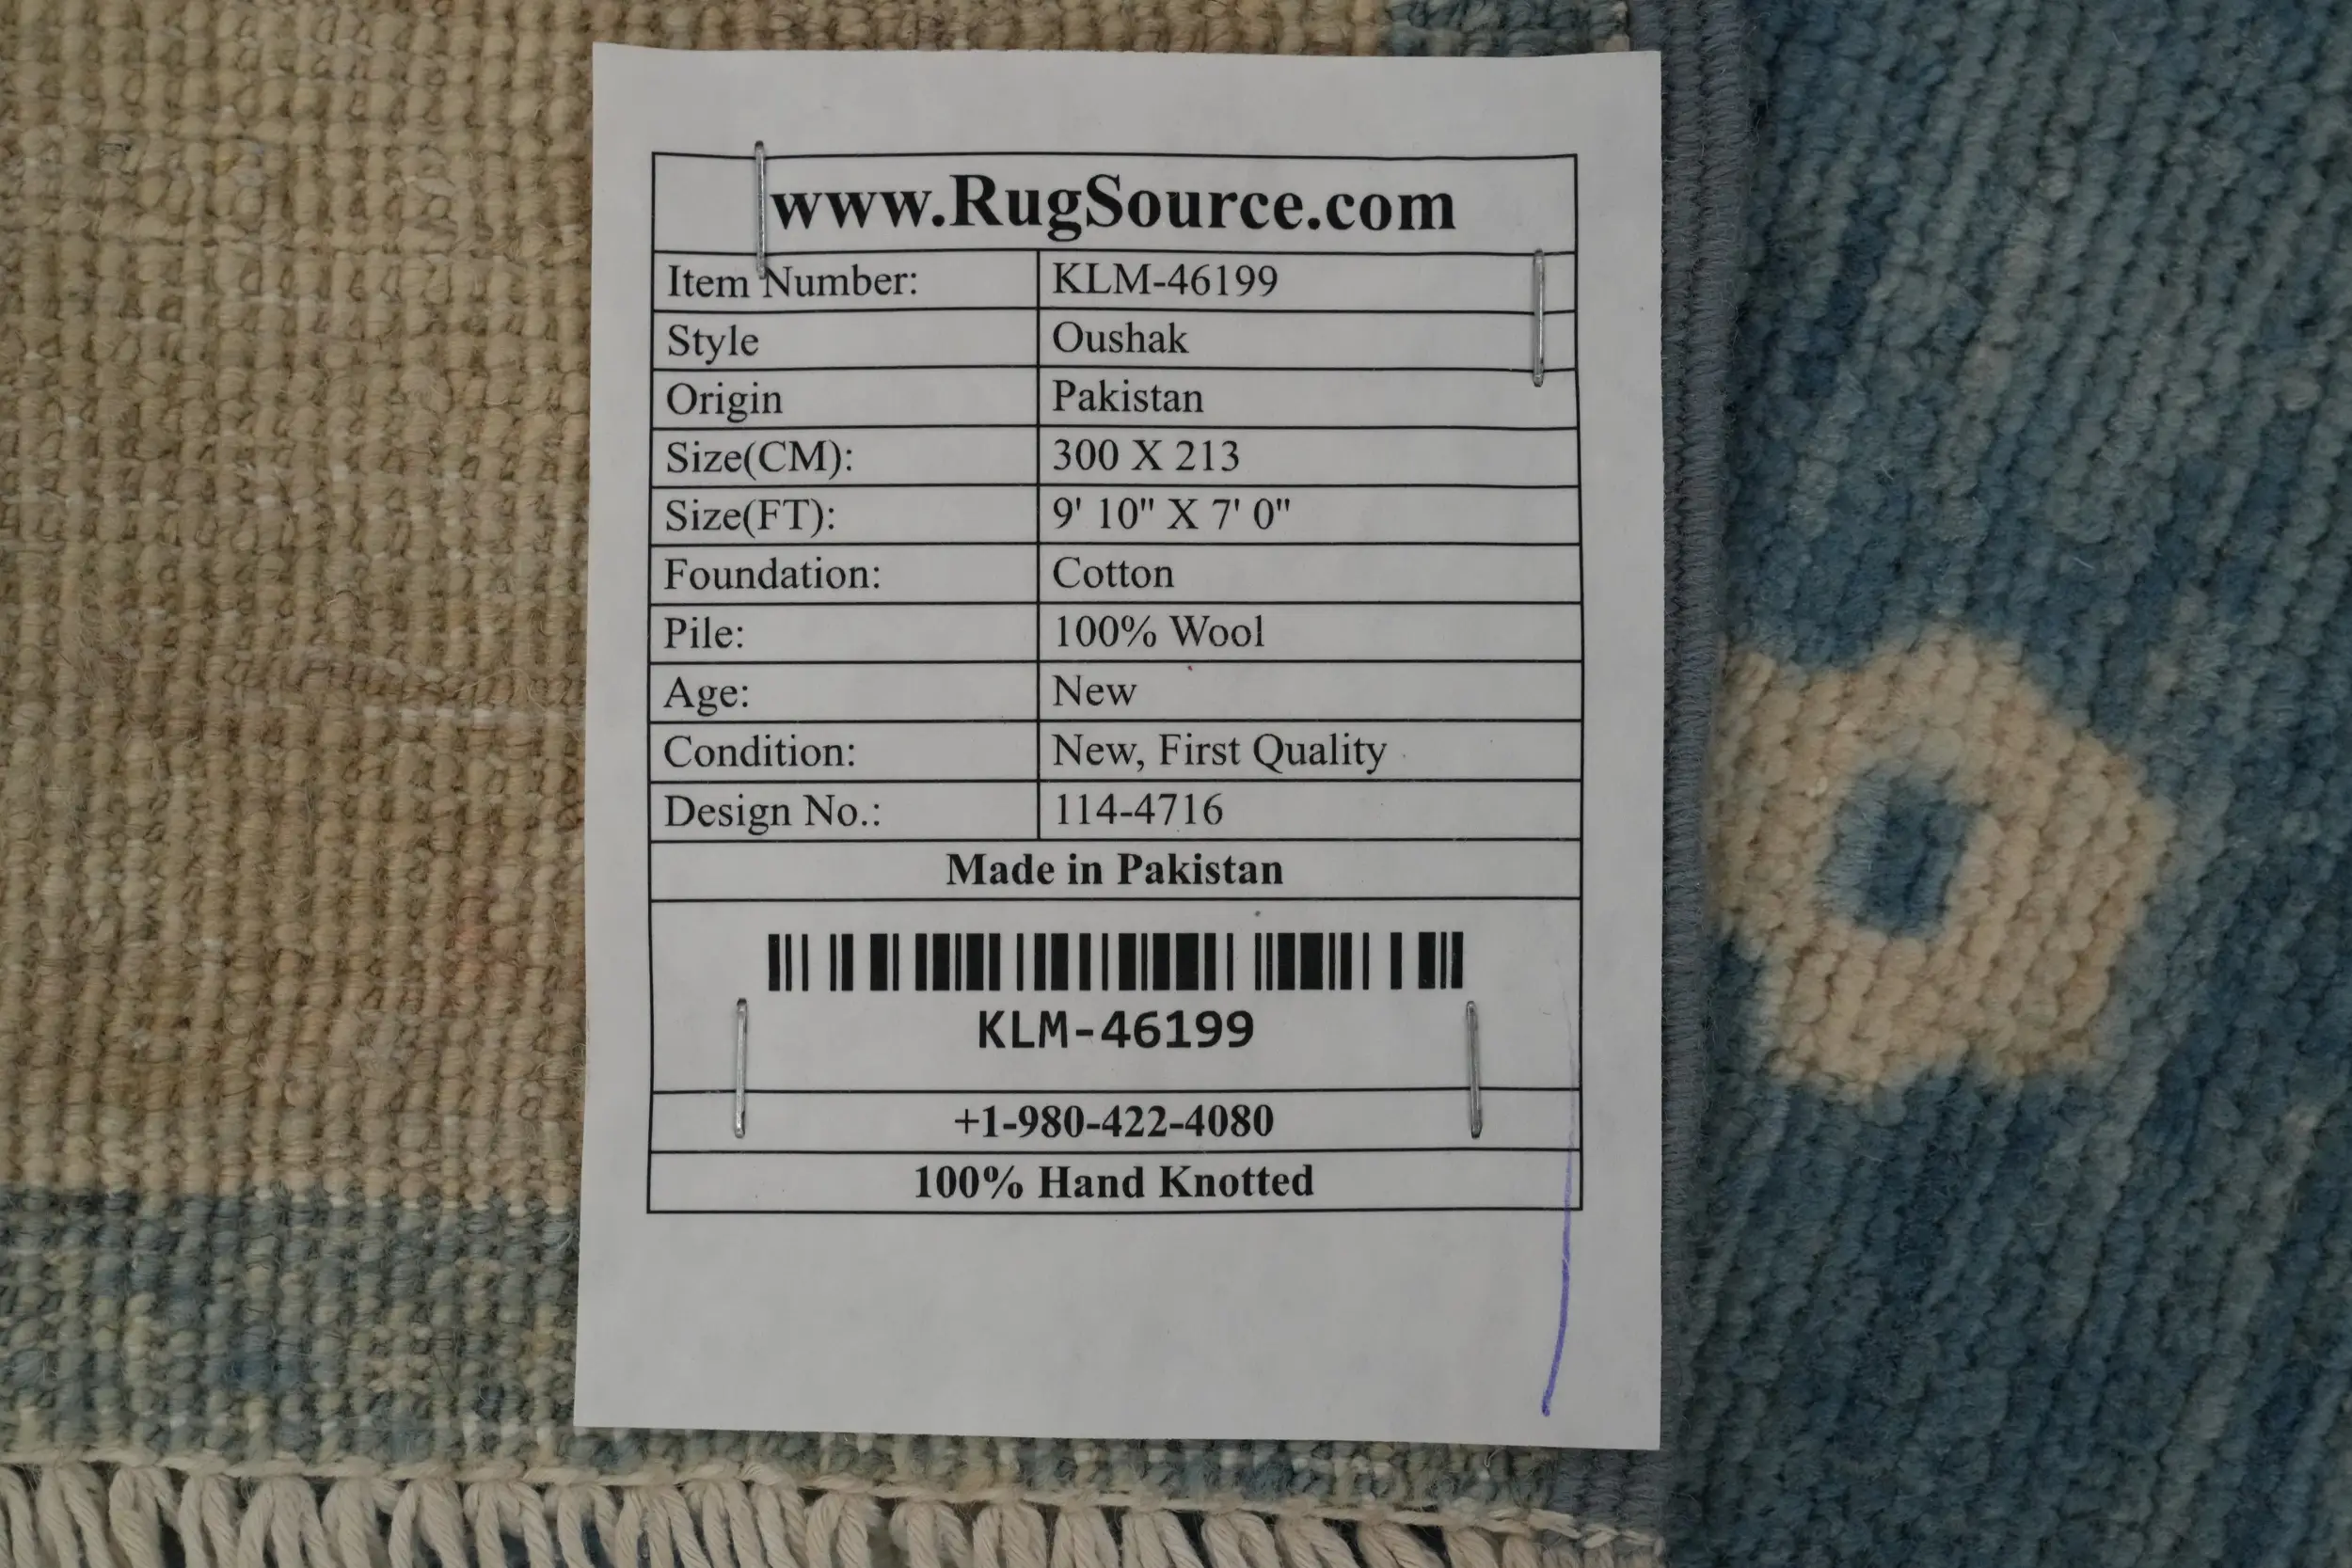 www.RugSource.com
Item Number: KLM-46199
Style Oushak
Origin Pakistan
Size(CM): 300 X 213
Size(FT): 9' 10" X 7' 0"
Foundation: Cotton
Pile: 100% Wool
Age: New
Condition: New, First Quality
Design No.: 114-4716
Made in Pakistan
KLM-46199
+1-980-422-4080
100% Hand Knotted